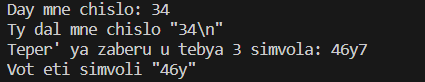 Day mne chislo: 34
Ty dal mne chislo "34\n"
Teper' ya zaberu u tebya 3 simvola: 46y7
Vot eti simvoli "46y"